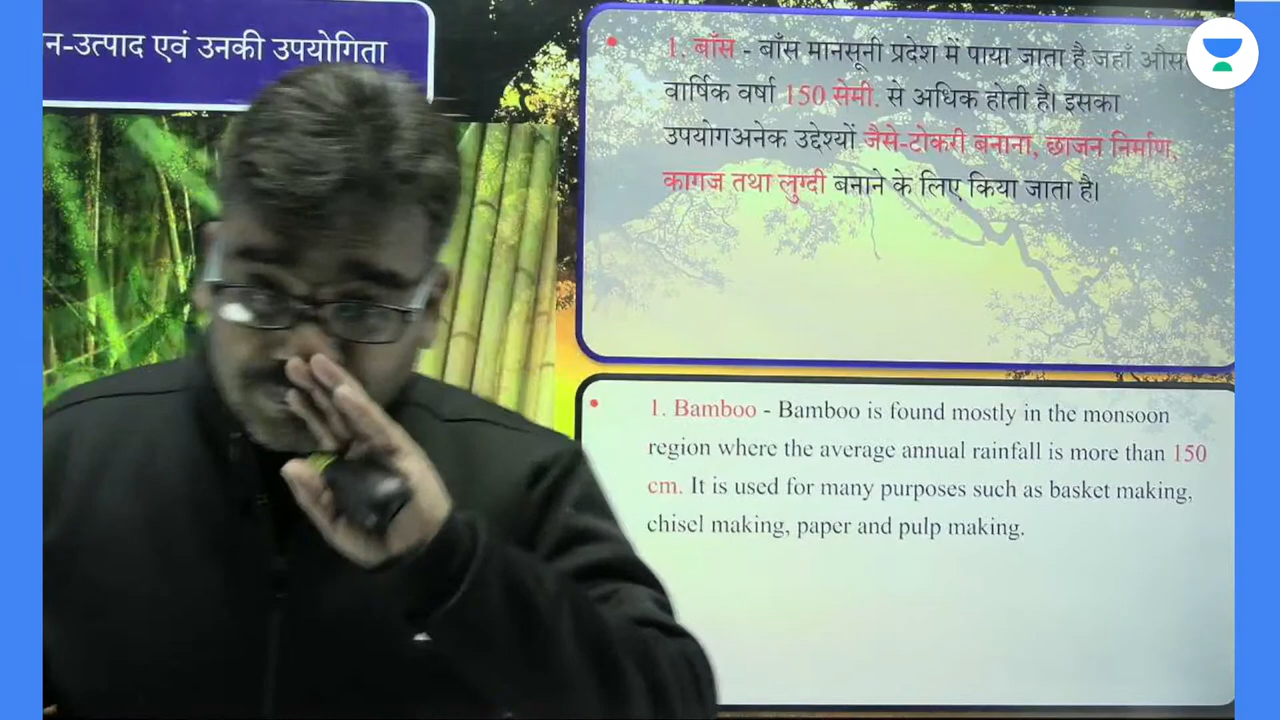 न-उत्पाद एवं उनकी उपयोगिता
1. बाँस - बाँस मानसूनी प्रदेश में पाया जाता है जहाँ
वार्षिक वर्षा 150 सेमी. से अधिक होती है। इसका
उपयोगअनेक उद्देश्यों जैसे-टोकरी बनाना, छाजन निर्माण,
कागज तथा लुग्दी बनाने के लिए किया जाता है।
1. Bamboo - Bamboo is found mostly in the monsoon
region where the average annual rainfall is more than 150
cm. It is used for many purposes such as basket making,
chisel making, paper and pulp making.